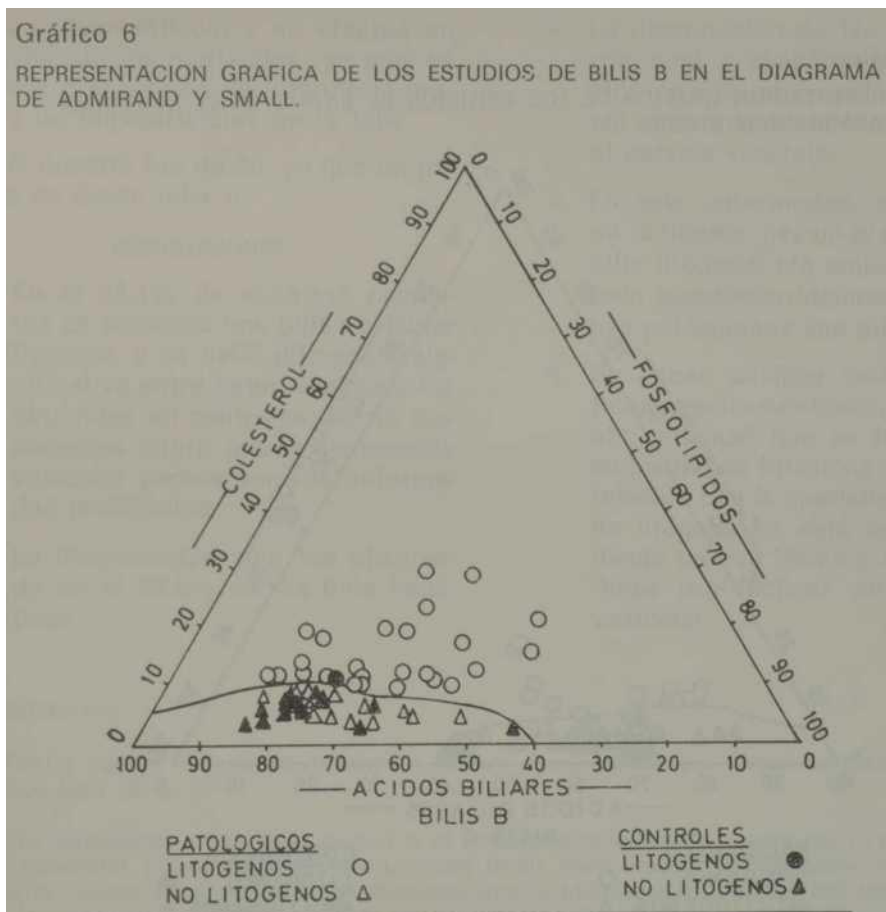 Gráfico 6
REPRESENTACION GRAFICA DE LOS ESTUDIOS DE BILIS B EN EL DIAGRAMA
DE ADMIRAND Y SMALL.
100 0
90 10
80 20
70 30
60 40
50 50
40 60
30 70
20 80
10 90
0 100
COLESTEROL
FOSFOLIPIDOS
100 90 80 70 60 50 40 30 20 10 0
ACIDOS BILIARES
BILIS B
PATOLOGICOS
LITOGENOS
NO LITOGENOS
CONTROLES
LITOGENOS
NO LITOGENOS